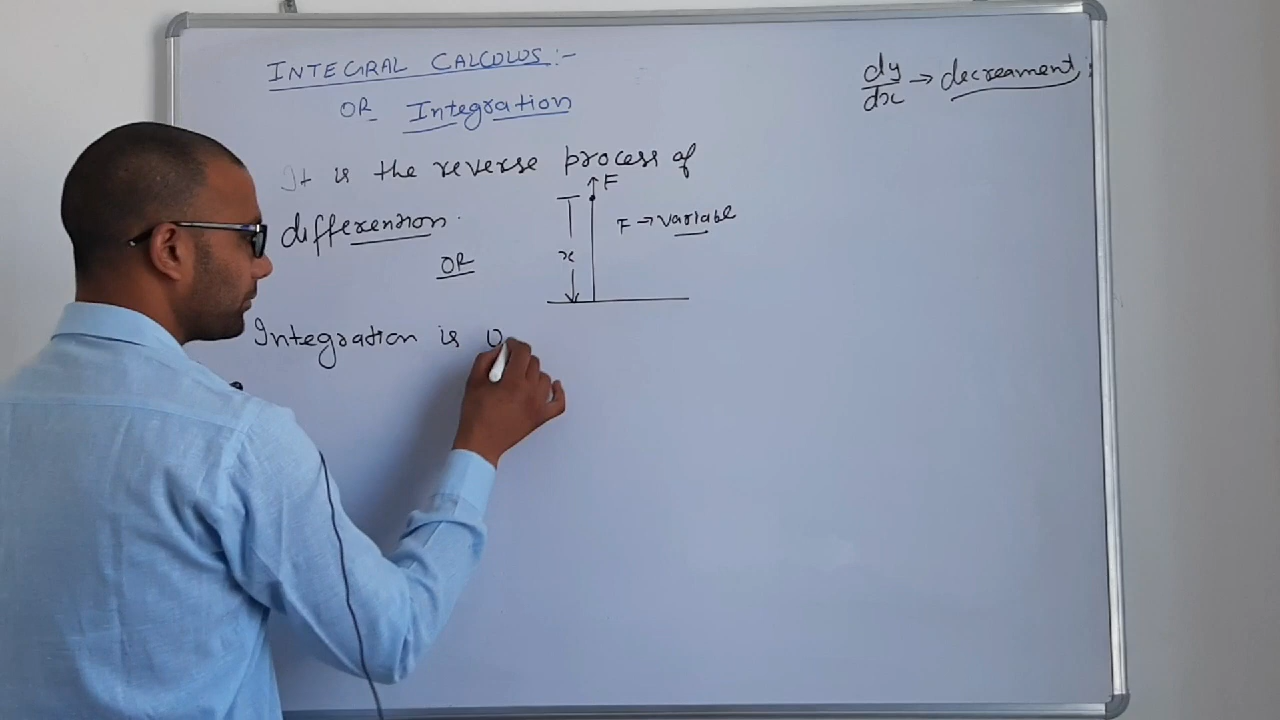 INTEGRAL CALCULUS:-
OR Integration
dy/dx → decreament
It is the reverse process of
differention.
OR
F
F → variable
x
Integration is